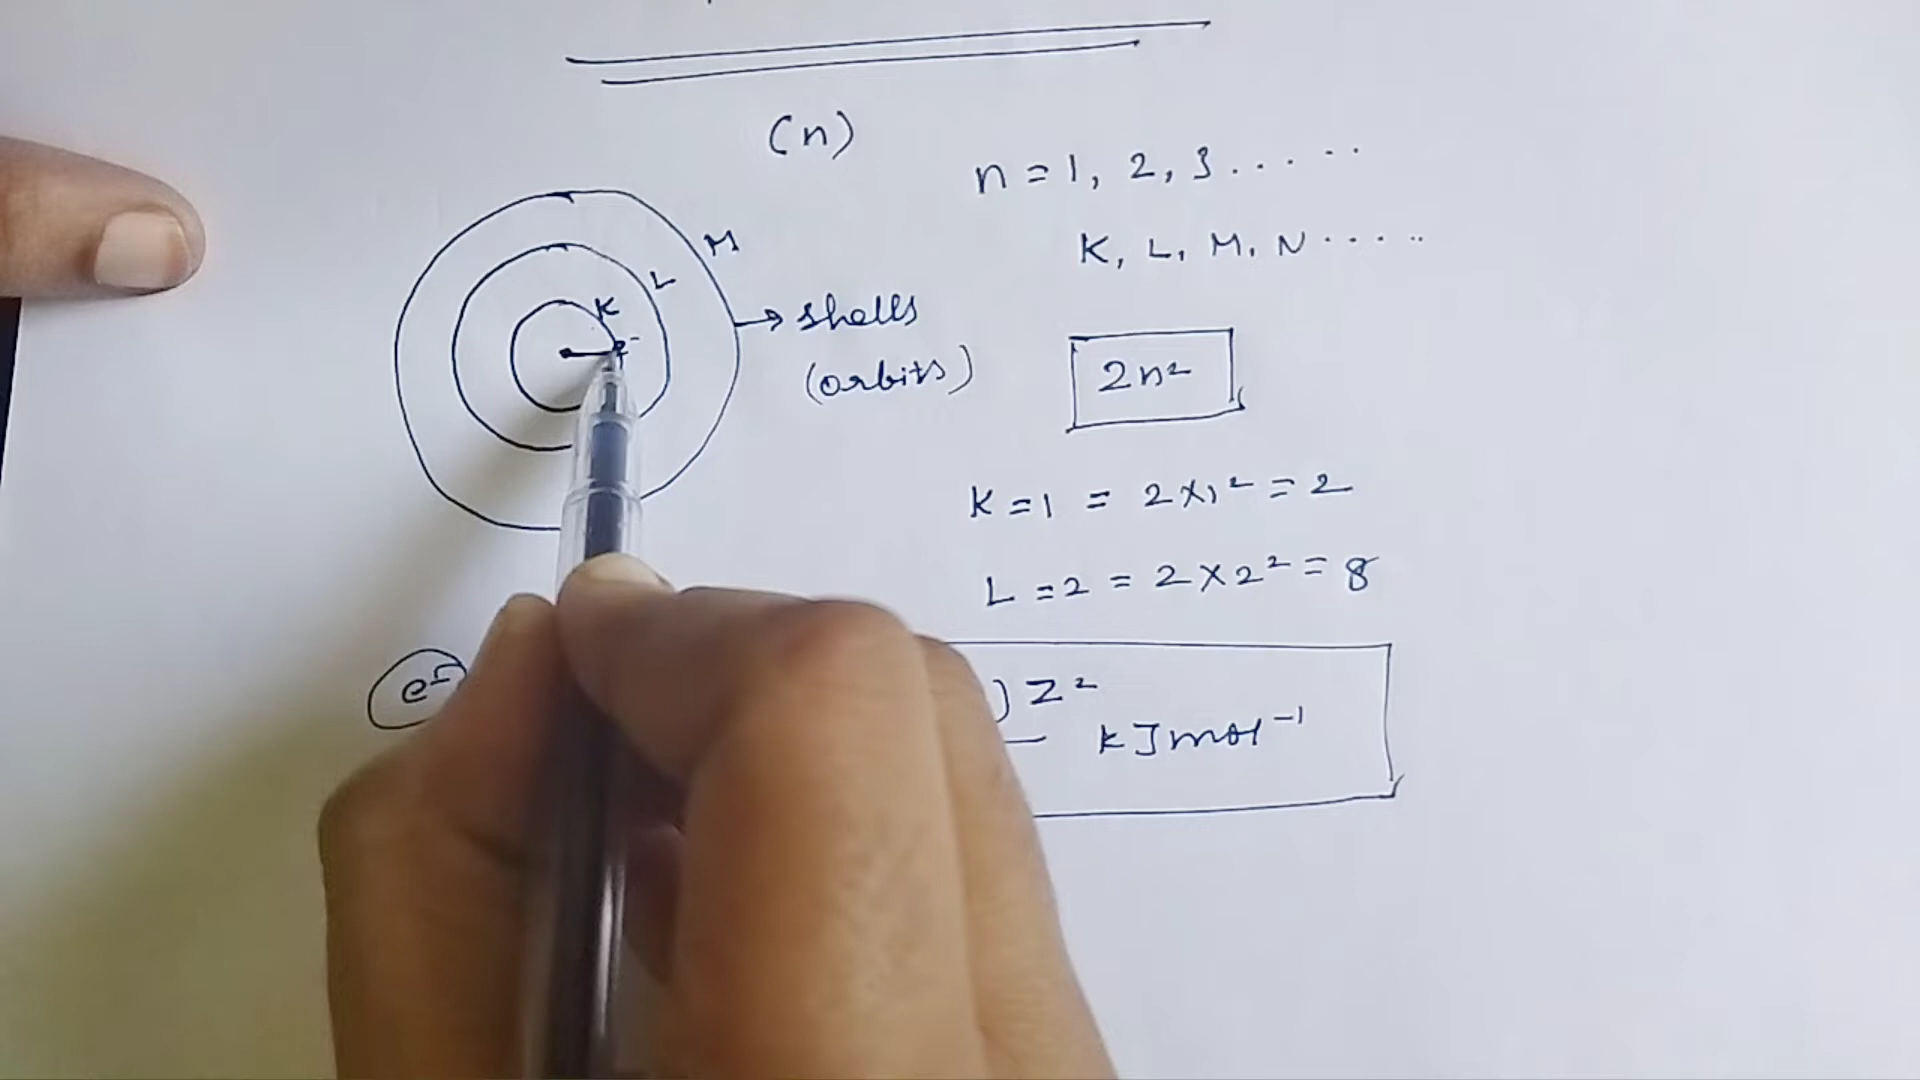 (n)
n = 1, 2, 3 . . . . . .
K, L, M, N . . . . . .
M
L
K
e⁻
→ shells
(orbits)
2n²
K = 1 = 2 × 1² = 2
L = 2 = 2 × 2² = 8
e⁻
) Z²
kJ mol⁻¹